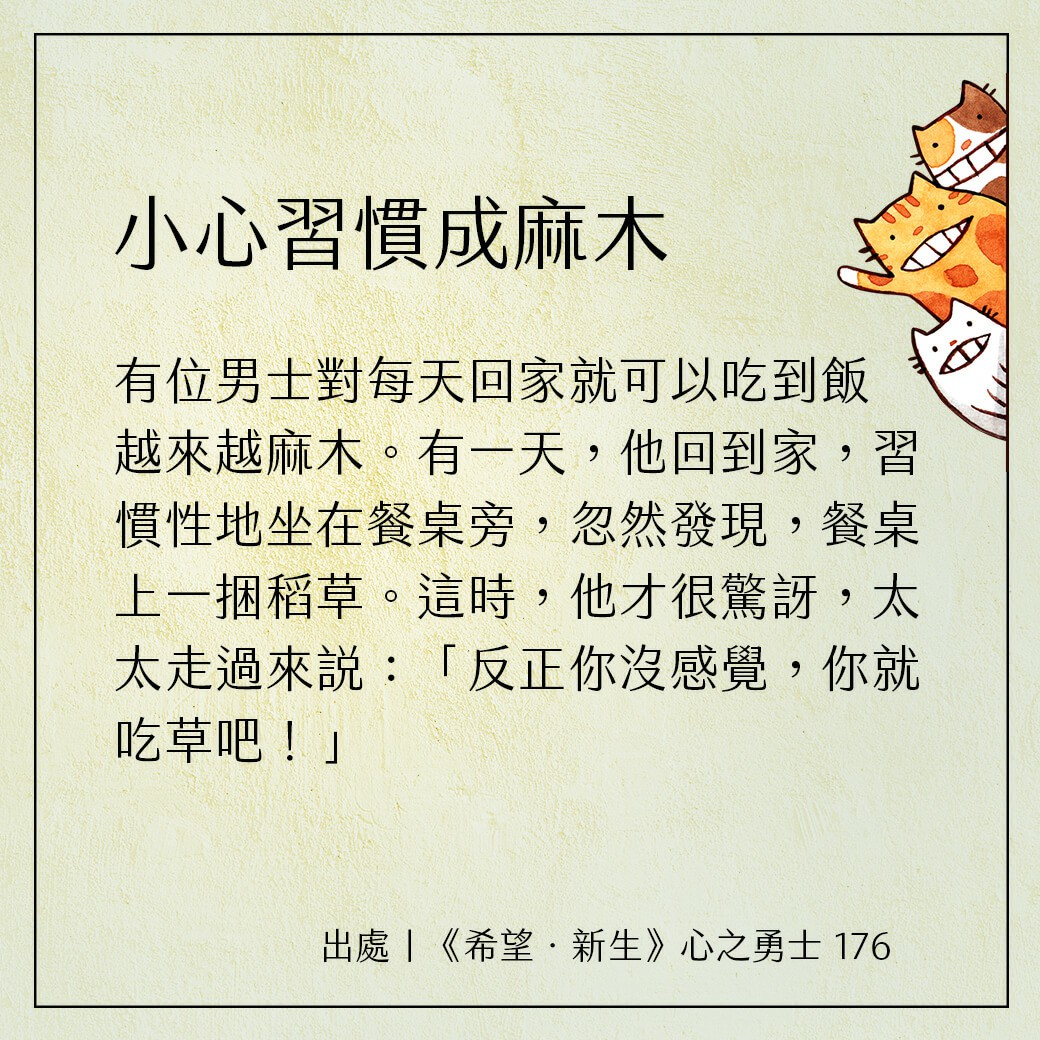 小心習慣成麻木
有位男士對每天回家就可以吃到飯
越來越麻木。有一天，他回到家，習
慣性地坐在餐桌旁，忽然發現，餐桌
上一捆稻草。這時，他才很驚訝，太
太走過來説：「反正你沒感覺，你就
吃草吧！」
出處｜《希望．新生》心之勇士 176